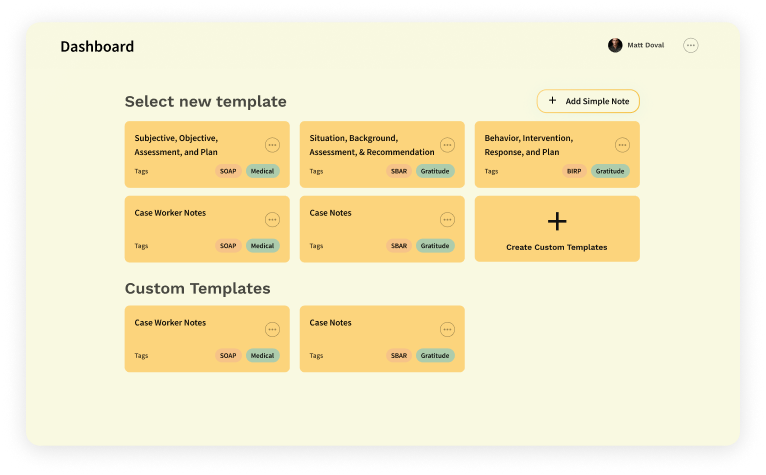 Dashboard
Matt Doval
Select new template
+ Add Simple Note
Subjective, Objective,
Assessment, and Plan
Tags SOAP Medical
Situation, Background,
Assessment, & Recommendation
Tags SBAR Gratitude
Behavior, Intervention,
Response, and Plan
Tags BIRP Gratitude
Case Worker Notes
Tags SOAP Medical
Case Notes
Tags SBAR Gratitude
Create Custom Templates
Custom Templates
Case Worker Notes
Tags SOAP Medical
Case Notes
Tags SBAR Gratitude